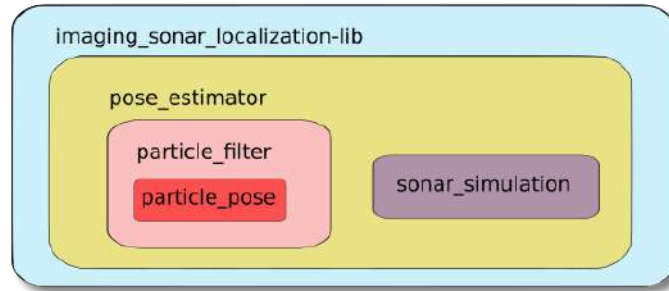 imaging_sonar_localization-lib
pose_estimator
particle_filter
particle_pose
sonar_simulation